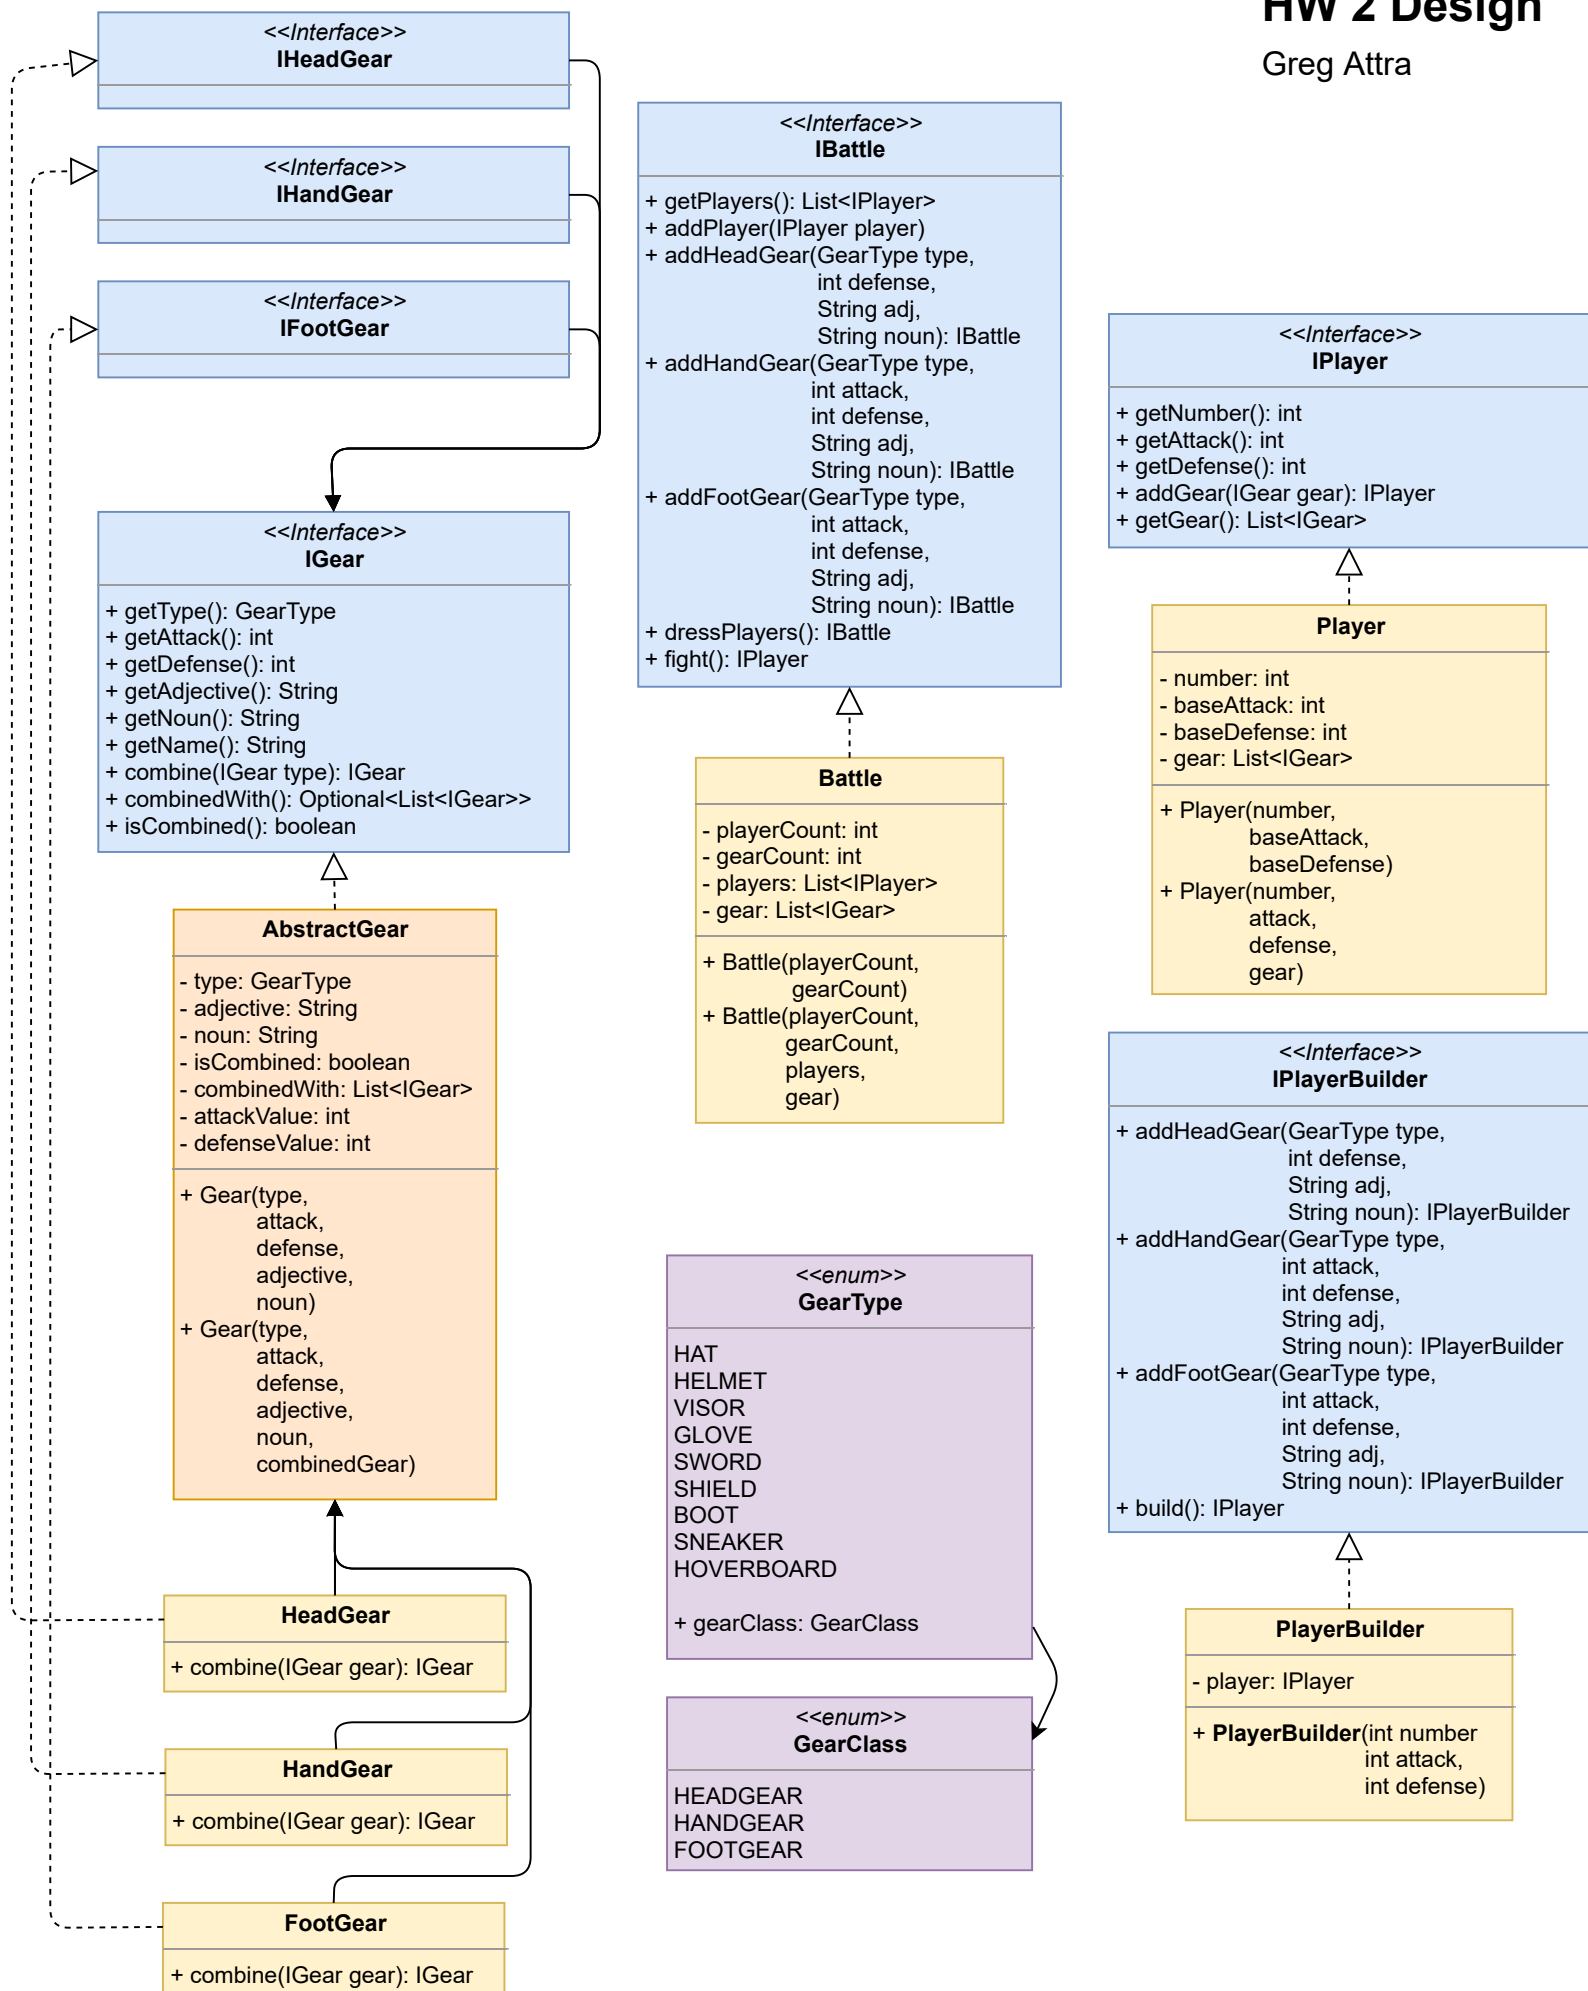 HW 2 Design
Greg Attra
<<Interface>>
IHeadGear
<<Interface>>
IHandGear
<<Interface>>
IFootGear
<<Interface>>
IGear
+ getType(): GearType
+ getAttack(): int
+ getDefense(): int
+ getAdjective(): String
+ getNoun(): String
+ getName(): String
+ combine(IGear type): IGear
+ combinedWith(): Optional<List<IGear>>
+ isCombined(): boolean
AbstractGear
- type: GearType
- adjective: String
- noun: String
- isCombined: boolean
- combinedWith: List<IGear>
- attackValue: int
- defenseValue: int
+ Gear(type,
attack,
defense,
adjective,
noun)
+ Gear(type,
attack,
defense,
adjective,
noun,
combinedGear)
HeadGear
+ combine(IGear gear): IGear
HandGear
+ combine(IGear gear): IGear
FootGear
+ combine(IGear gear): IGear
<<Interface>>
IBattle
+ getPlayers(): List<IPlayer>
+ addPlayer(IPlayer player)
+ addHeadGear(GearType type,
int defense,
String adj,
String noun): IBattle
+ addHandGear(GearType type,
int attack,
int defense,
String adj,
String noun): IBattle
+ addFootGear(GearType type,
int attack,
int defense,
String adj,
String noun): IBattle
+ dressPlayers(): IBattle
+ fight(): IPlayer
Battle
- playerCount: int
- gearCount: int
- players: List<IPlayer>
- gear: List<IGear>
+ Battle(playerCount,
gearCount)
+ Battle(playerCount,
gearCount,
players,
gear)
<<enum>>
GearType
HAT
HELMET
VISOR
GLOVE
SWORD
SHIELD
BOOT
SNEAKER
HOVERBOARD
+ gearClass: GearClass
<<enum>>
GearClass
HEADGEAR
HANDGEAR
FOOTGEAR
<<Interface>>
IPlayer
+ getNumber(): int
+ getAttack(): int
+ getDefense(): int
+ addGear(IGear gear): IPlayer
+ getGear(): List<IGear>
Player
- number: int
- baseAttack: int
- baseDefense: int
- gear: List<IGear>
+ Player(number,
baseAttack,
baseDefense)
+ Player(number,
attack,
defense,
gear)
<<Interface>>
IPlayerBuilder
+ addHeadGear(GearType type,
int defense,
String adj,
String noun): IPlayerBuilder
+ addHandGear(GearType type,
int attack,
int defense,
String adj,
String noun): IPlayerBuilder
+ addFootGear(GearType type,
int attack,
int defense,
String adj,
String noun): IPlayerBuilder
+ build(): IPlayer
PlayerBuilder
- player: IPlayer
+ PlayerBuilder(int number
int attack,
int defense)